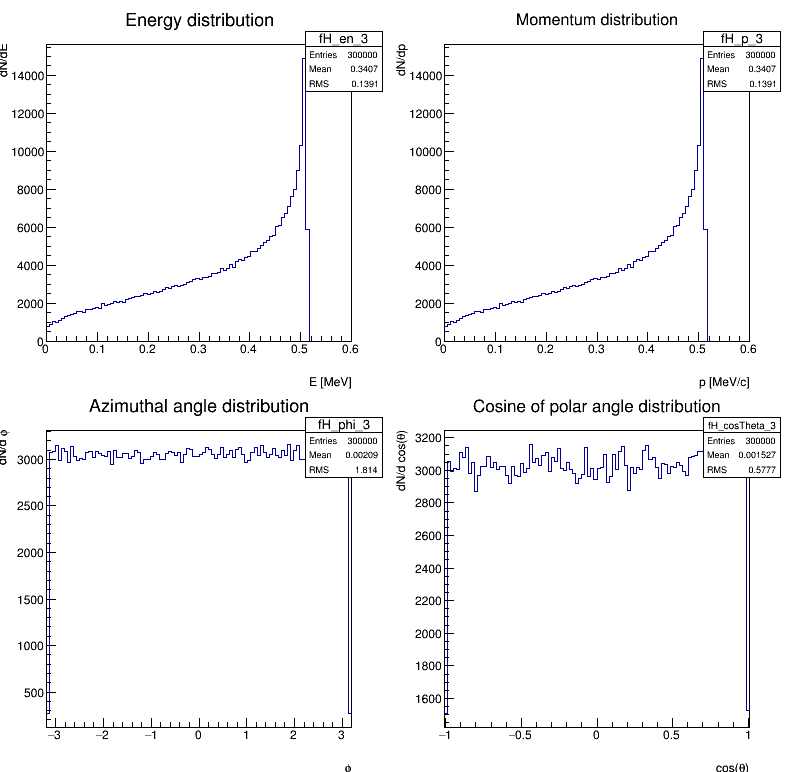 Energy distribution
dN/dE
fH_en_3
Entries 300000
Mean 0.3407
RMS 0.1391
14000
12000
10000
8000
6000
4000
2000
0
0 0.1 0.2 0.3 0.4 0.5 0.6
E [MeV]
Momentum distribution
dN/dp
fH_p_3
Entries 300000
Mean 0.3407
RMS 0.1391
14000
12000
10000
8000
6000
4000
2000
0
0 0.1 0.2 0.3 0.4 0.5 0.6
p [MeV/c]
Azimuthal angle distribution
dN/d ϕ
fH_phi_3
Entries 300000
Mean 0.00209
RMS 1.814
3000
2500
2000
1500
1000
500
−3 −2 −1 0 1 2 3
ϕ
Cosine of polar angle distribution
dN/d cos(θ)
fH_cosTheta_3
Entries 300000
Mean 0.001527
RMS 0.5777
3200
3000
2800
2600
2400
2200
2000
1800
1600
−1 −0.5 0 0.5 1
cos(θ)